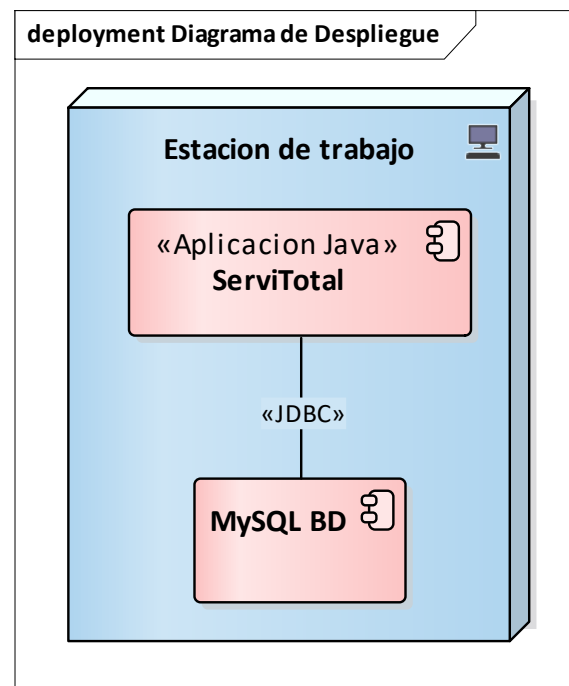 deployment Diagrama de Despliegue
Estacion de trabajo
«Aplicacion Java»
ServiTotal
«JDBC»
MySQL BD